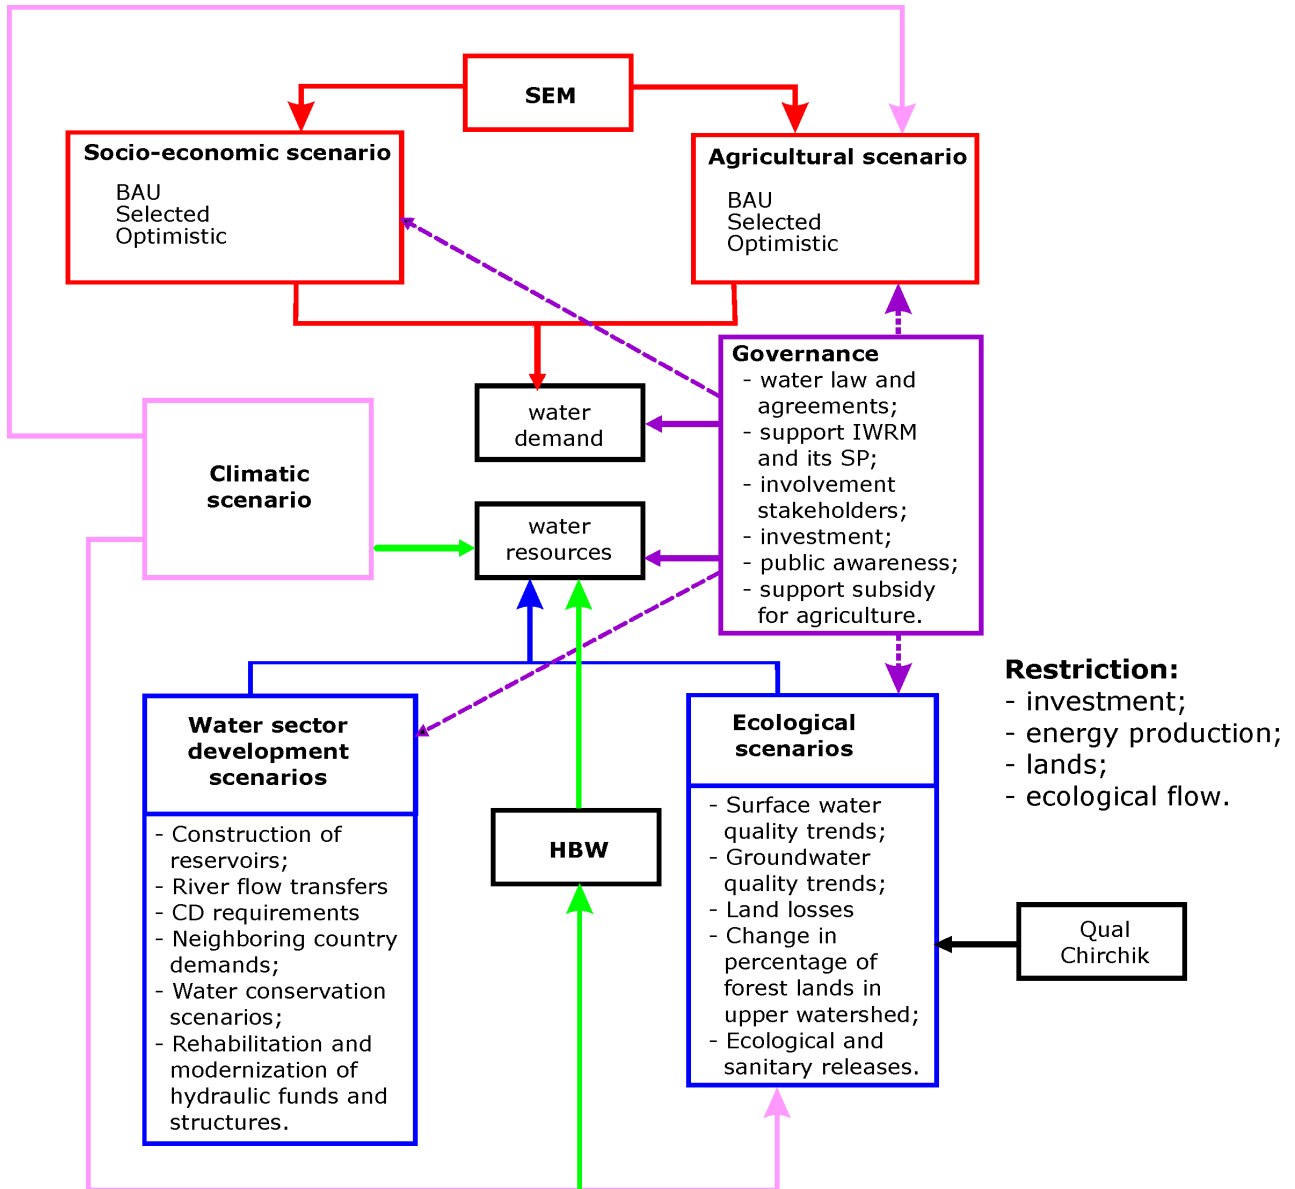 SEM
Socio-economic scenario
BAU
Selected
Optimistic
Agricultural scenario
BAU
Selected
Optimistic
Governance
- water law and
agreements;
- support IWRM
and its SP;
- involvement
stakeholders;
- investment;
- public awareness;
- support subsidy
for agriculture.
water
demand
Climatic
scenario
water
resources
Restriction:
- investment;
- energy production;
- lands;
- ecological flow.
Water sector
development
scenarios
- Construction of
reservoirs;
- River flow transfers
- CD requirements
- Neighboring country
demands;
- Water conservation
scenarios;
- Rehabilitation and
modernization of
hydraulic funds and
structures.
HBW
Ecological
scenarios
- Surface water
quality trends;
- Groundwater
quality trends;
- Land losses
- Change in
percentage of
forest lands in
upper watershed;
- Ecological and
sanitary releases.
Qual
Chirchik